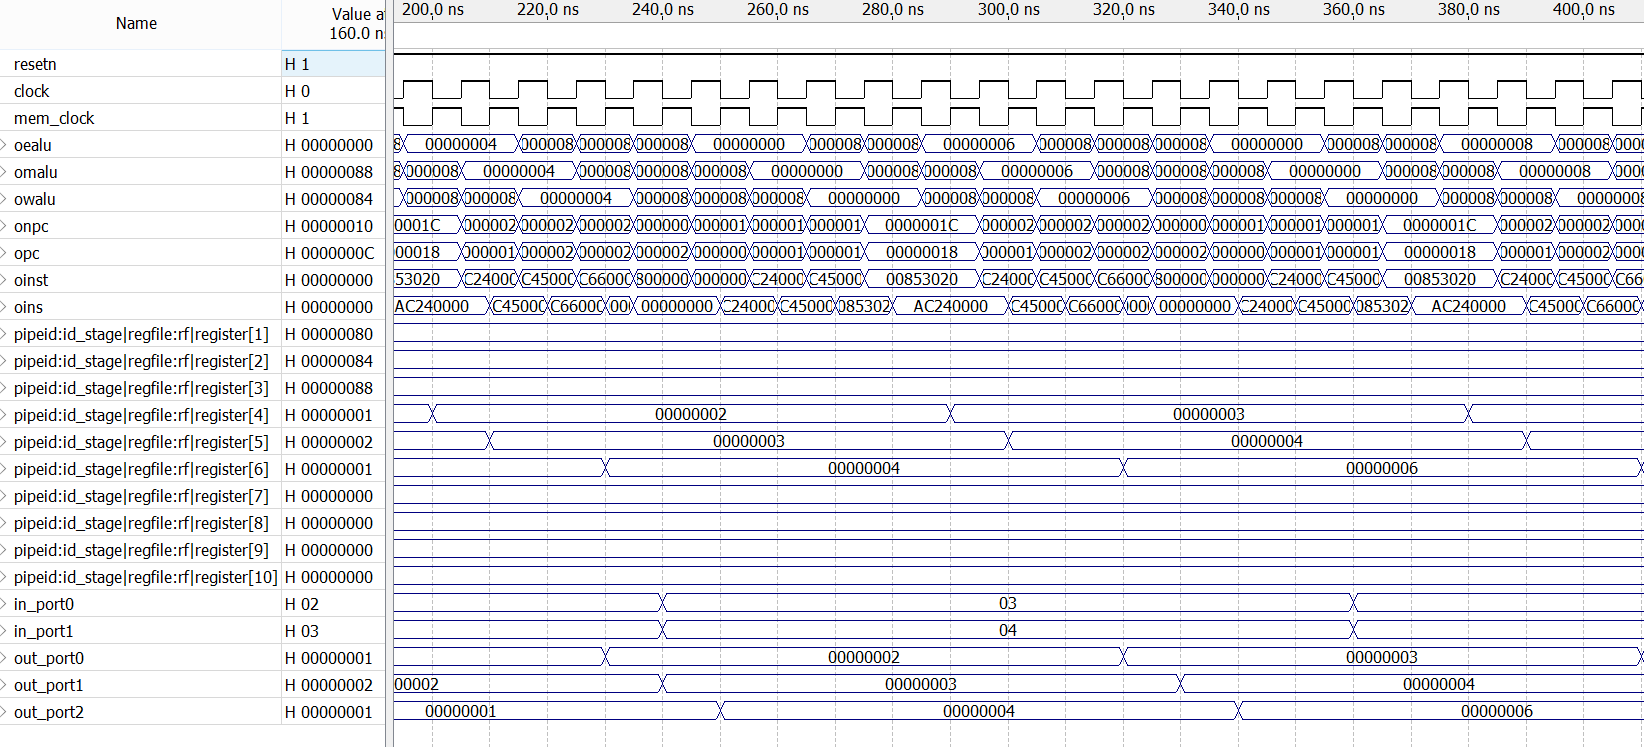 Name
Value a
160.0 n
200.0 ns 220.0 ns 240.0 ns 260.0 ns 280.0 ns 300.0 ns 320.0 ns 340.0 ns 360.0 ns 380.0 ns 400.0 ns
resetn H 1
clock H 0
mem_clock H 1
oealu H 00000000 00000004 000008 000008 000008 00000000 000008 000008 00000006 000008 000008 000008 00000000 000008 000008 00000008 000008
omalu H 00000088 000008 00000004 000008 000008 000008 00000000 000008 000008 00000006 000008 000008 000008 00000000 000008 000008 00000008
owalu H 00000084 000008 000008 00000004 000008 000008 000008 00000000 000008 000008 00000006 000008 000008 000008 00000000 000008 000008 0000000
onpc H 00000010 0001C 000002 000002 000002 000000 000001 000001 000001 0000001C 000002 000002 000002 000000 000001 000001 000001 0000001C 000002 000002
opc H 0000000C 00018 000001 000002 000002 000002 000000 000001 000001 00000018 000001 000002 000002 000002 000000 000001 000001 00000018 000001 000002
oinst H 00000000 53020 C2400 C4500 C6600 800000 000000 C2400 C4500 00853020 C2400 C4500 C6600 800000 000000 C2400 C4500 00853020 C2400 C4500 C66
oins H 00000000 AC240000 C4500 C6600 00 00000000 C2400 C4500 085302 AC240000 C4500 C6600 00 00000000 C2400 C4500 085302 AC240000 C4500 C6600
pipeid:id_stage|regfile:rf|register[1] H 00000080
pipeid:id_stage|regfile:rf|register[2] H 00000084
pipeid:id_stage|regfile:rf|register[3] H 00000088
pipeid:id_stage|regfile:rf|register[4] H 00000001 00000002 00000003
pipeid:id_stage|regfile:rf|register[5] H 00000002 00000003 00000004
pipeid:id_stage|regfile:rf|register[6] H 00000001 00000004 00000006
pipeid:id_stage|regfile:rf|register[7] H 00000000
pipeid:id_stage|regfile:rf|register[8] H 00000000
pipeid:id_stage|regfile:rf|register[9] H 00000000
pipeid:id_stage|regfile:rf|register[10] H 00000000
in_port0 H 02 03
in_port1 H 03 04
out_port0 H 00000001 00000002 00000003
out_port1 H 00000002 00002 00000003 00000004
out_port2 H 00000001 00000001 00000004 00000006